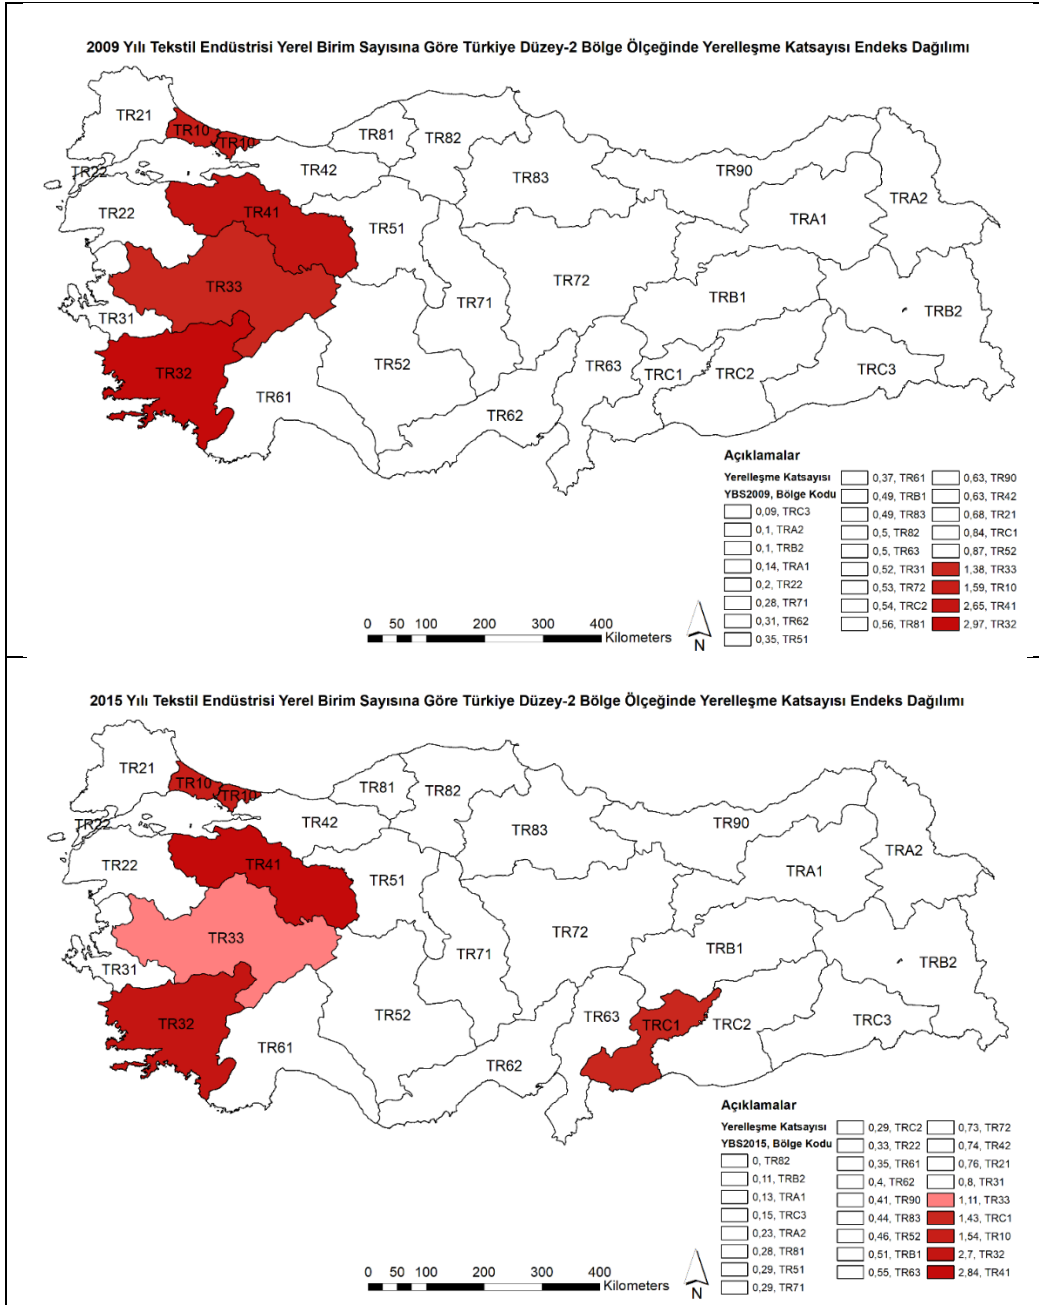 2009 Yılı Tekstil Endüstrisi Yerel Birim Sayısına Göre Türkiye Düzey-2 Bölge Ölçeğinde Yerelleşme Katsayısı Endeks Dağılımı
TR21
TR10
TR10
TR81
TR82
TR22
TR42
TR83
TR90
TRA2
TR22
TR41
TR51
TRA1
TR33
TR72
TR71
TRB1
TRB2
TR31
TR32
TR52
TR63
TRC1
TRC2
TRC3
TR61
TR62
Açıklamalar
Yerelleşme Katsayısı
YBS2009, Bölge Kodu
0,09, TRC3
0,1, TRA2
0,1, TRB2
0,14, TRA1
0,2, TR22
0,28, TR71
0,31, TR62
0,35, TR51
0,37, TR61
0,49, TRB1
0,49, TR83
0,5, TR82
0,5, TR63
0,52, TR31
0,53, TR72
0,54, TRC2
0,56, TR81
0,63, TR90
0,63, TR42
0,68, TR21
0,84, TRC1
0,87, TR52
1,38, TR33
1,59, TR10
2,65, TR41
2,97, TR32
0 50 100 200 300 400
Kilometers
N
2015 Yılı Tekstil Endüstrisi Yerel Birim Sayısına Göre Türkiye Düzey-2 Bölge Ölçeğinde Yerelleşme Katsayısı Endeks Dağılımı
TR21
TR10
TR10
TR81
TR82
TR22
TR42
TR83
TR90
TRA2
TR22
TR41
TR51
TRA1
TR33
TR72
TR71
TRB1
TRB2
TR31
TR32
TR52
TR63
TRC1
TRC2
TRC3
TR61
TR62
Açıklamalar
Yerelleşme Katsayısı
YBS2015, Bölge Kodu
0, TR82
0,11, TRB2
0,13, TRA1
0,15, TRC3
0,23, TRA2
0,28, TR81
0,29, TR51
0,29, TR71
0,29, TRC2
0,33, TR22
0,35, TR61
0,4, TR62
0,41, TR90
0,44, TR83
0,46, TR52
0,51, TRB1
0,55, TR63
0,73, TR72
0,74, TR42
0,76, TR21
0,8, TR31
1,11, TR33
1,43, TRC1
1,54, TR10
2,7, TR32
2,84, TR41
0 50 100 200 300 400
Kilometers
N